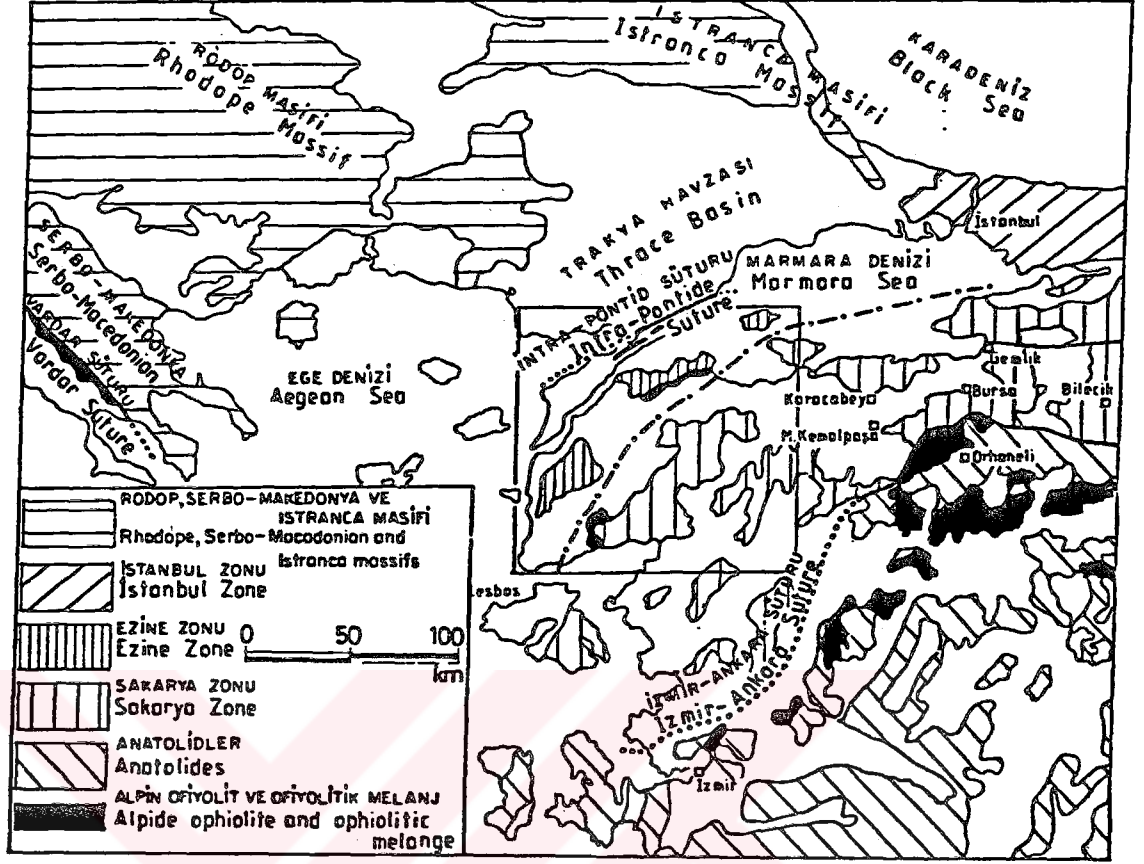 RODOP MASİFİ
Rhodope Massif
ISTRANCA MASİFİ
Istranca Massif
KARADENİZ
Black Sea
TRAKYA HAVZASI
Thrace Basin
İstanbul
SERBO-MAKEDONYA
Serbo-Macedonian
VARDAR SÜTURU
Vardar Suture
INTRA-PONTİD SÜTURU
Intra-Pontide
Suture
MARMARA DENİZİ
Marmara Sea
EGE DENİZİ
Aegean Sea
Gemlik
Karacabey
Bursa
Bilecik
M.Kemalpaşa
Orhaneli
Lesbos
İZMİR-ANKARA SÜTURU
İzmir-Ankara Suture
İzmir
RODOP,SERBO-MAKEDONYA VE
ISTRANCA MASİFİ
Rhodope, Serbo-Macodonion and
Istranca massifs
İSTANBUL ZONU
İstanbul Zone
EZİNE ZONU
Ezine Zone
0 50 100
km
SAKARYA ZONU
Sakarya Zone
ANATOLİDLER
Anatolides
ALPİN OFİYOLİT VE OFİYOLİTİK MELANJ
Alpide ophiolite and ophiolitic
melange